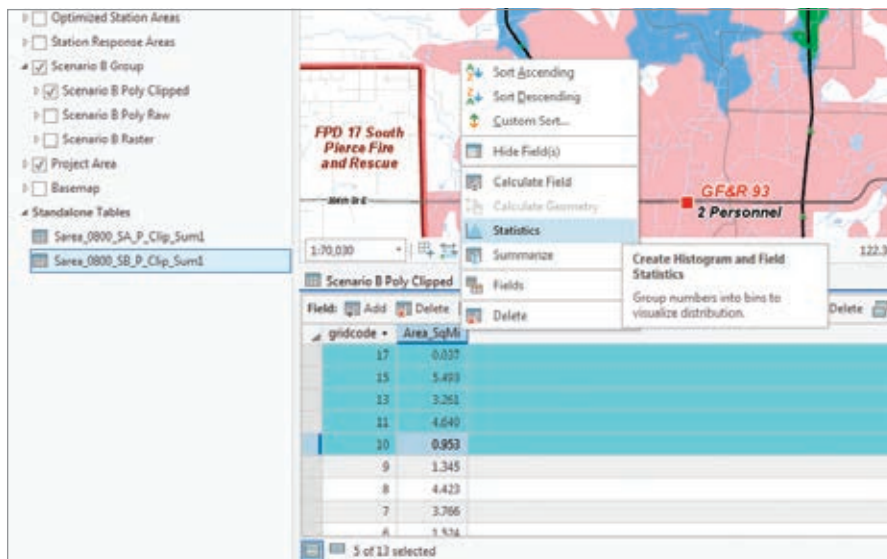 Optimized Station Areas
Station Response Areas
Scenario B Group
Scenario B Poly Clipped
Scenario B Poly Raw
Scenario B Raster
Project Area
Basemap
Standalone Tables
Sarea_0800_SA_P_Clip_Sum1
Sarea_0800_SB_P_Clip_Sum1
FPD 17 South
Pierce Fire
and Rescue
GF&R 93
2 Personnel
1:70,030
122.3
Sort Ascending
Sort Descending
Custom Sort...
Hide Field(s)
Calculate Field
Calculate Geometry
Statistics
Summarize
Fields
Delete
Create Histogram and Field
Statistics
Group numbers into bins to
visualize distribution.
Scenario B Poly Clipped
Field: Add Delete
Delete
gridcode Area_SqMi
17 0.037
15 5.493
13 3.261
11 4.640
10 0.953
9 1.345
8 4.423
7 3.766
6 1.524
5 of 13 selected